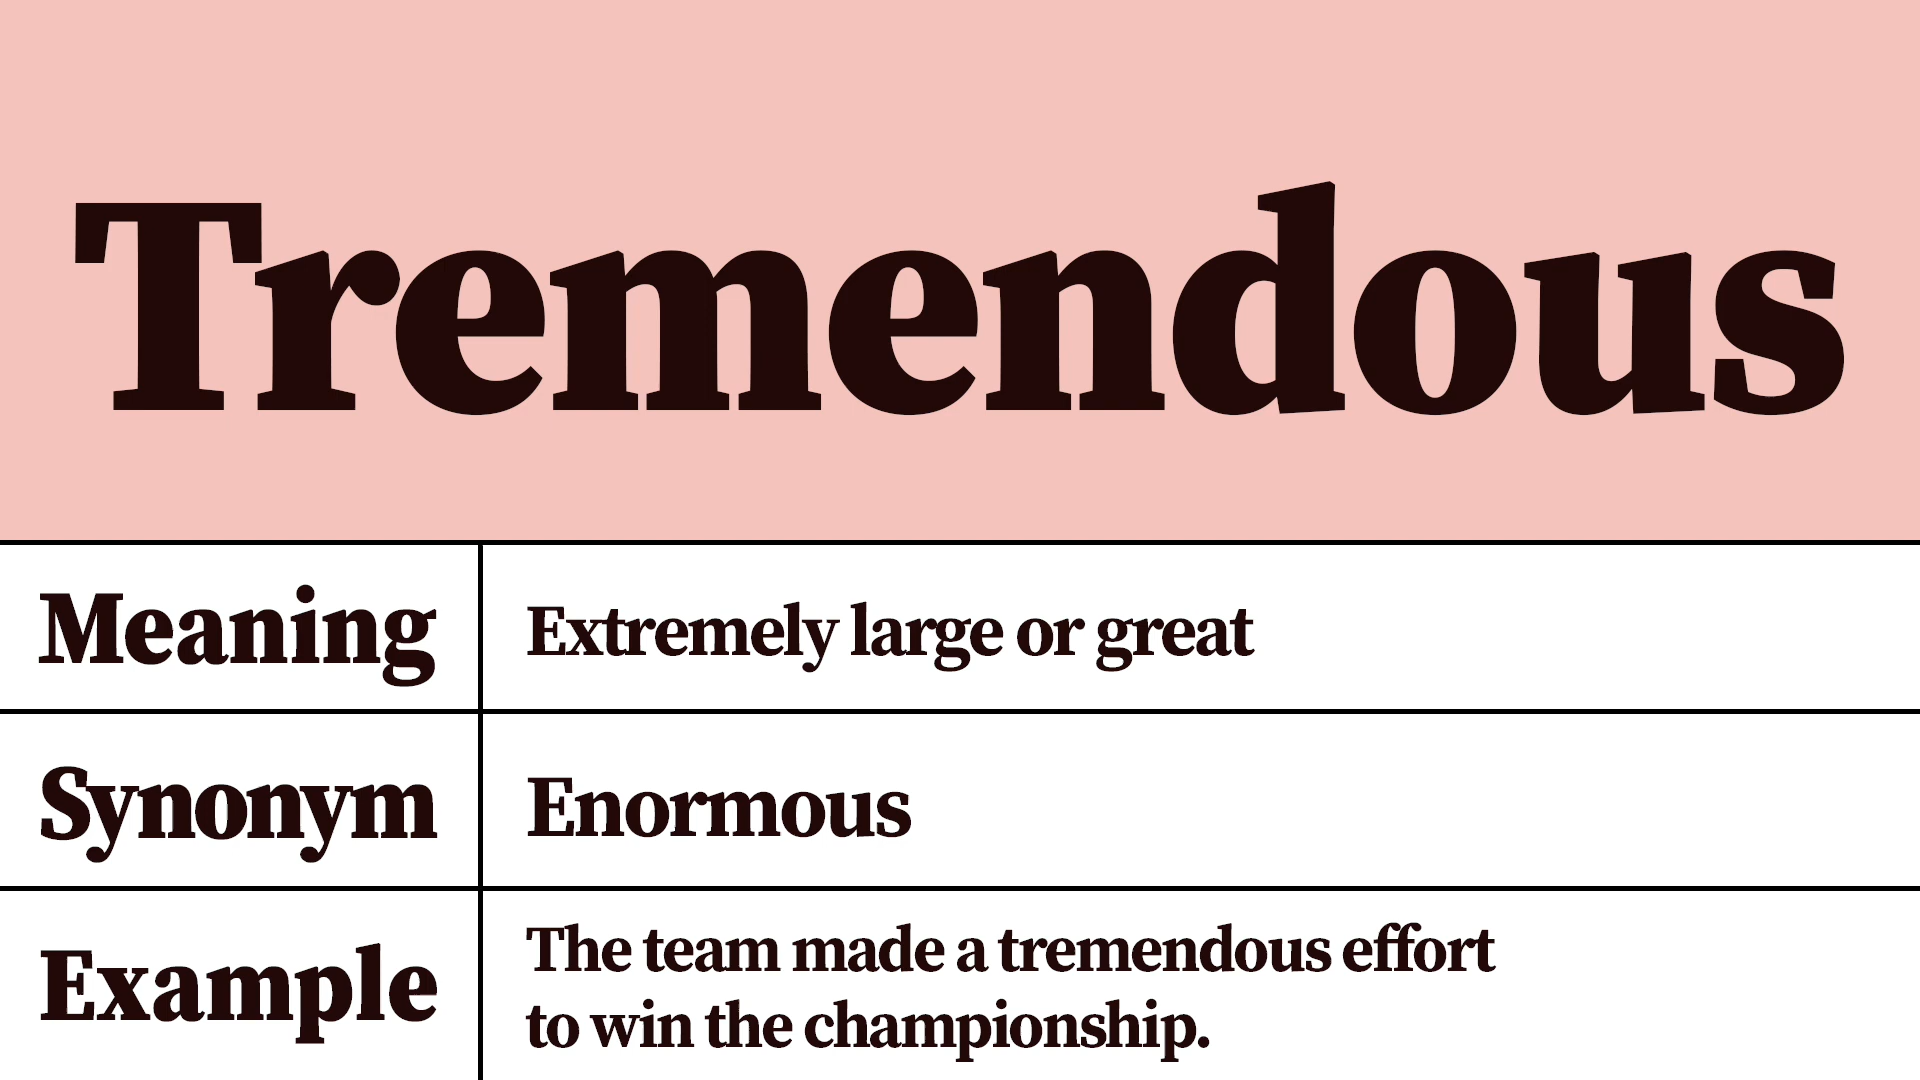 Tremendous
Meaning
Extremely large or great
Synonym
Enormous
Example
The team made a tremendous effort
to win the championship.